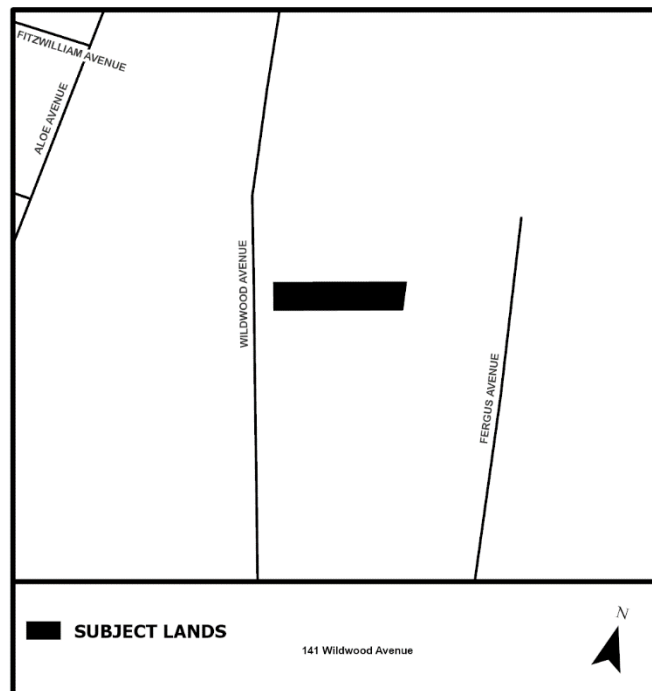 FITZWILLIAM AVENUE
ALOE AVENUE
WILDWOOD AVENUE
FERGUS AVENUE
SUBJECT LANDS
141 Wildwood Avenue
N